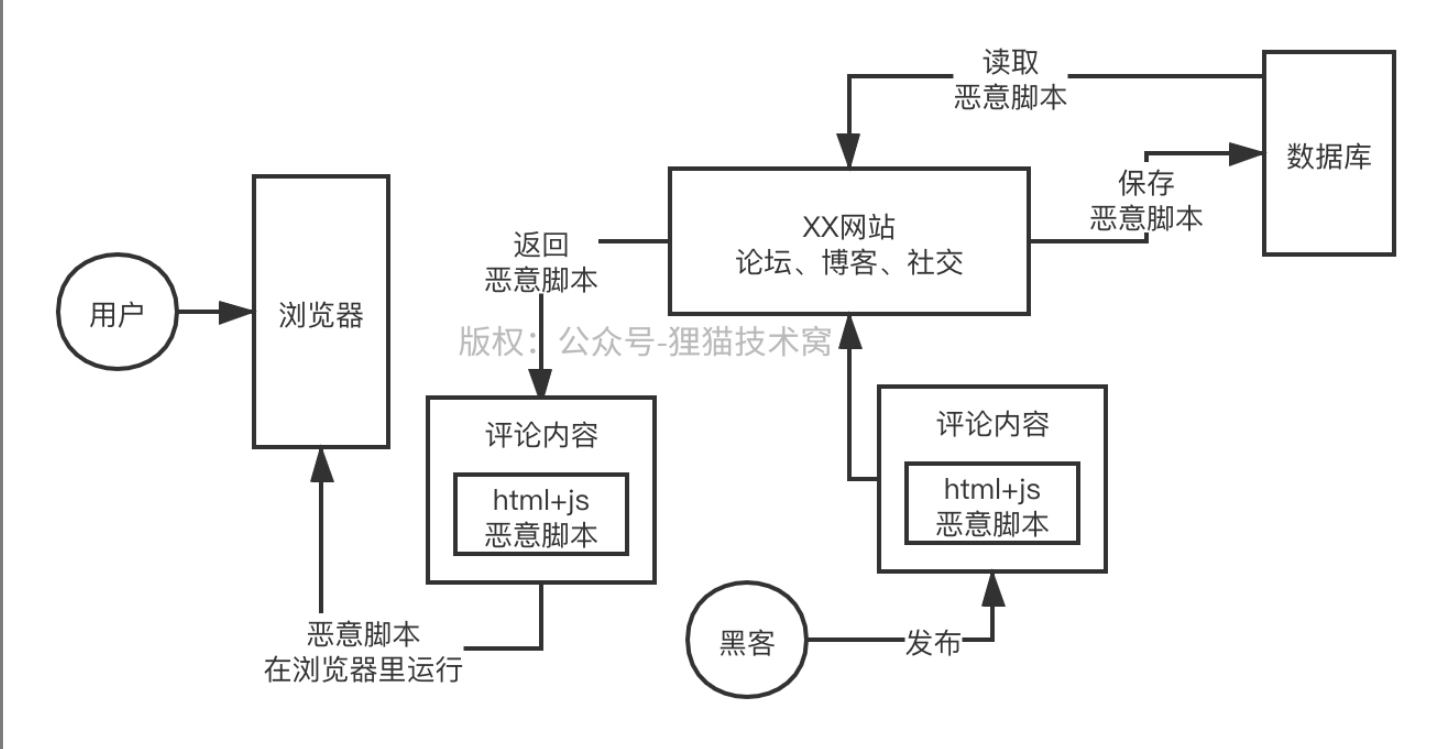 读取
恶意脚本
数据库
保存
恶意脚本
XX网站
论坛、博客、社交
返回
恶意脚本
用户
浏览器
版权：公众号-狸猫技术窝
评论内容
html+js
恶意脚本
评论内容
html+js
恶意脚本
恶意脚本
在浏览器里运行
黑客
发布